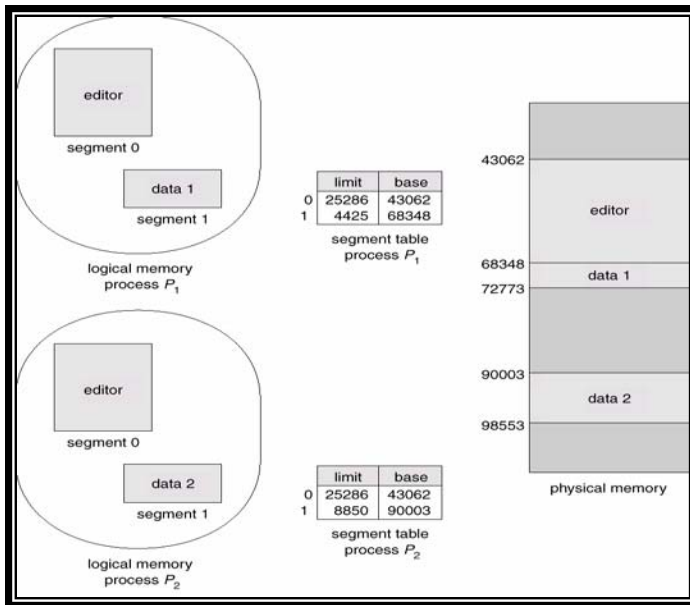 editor
segment 0
data 1
segment 1
logical memory
process P1
limit base
0 25286 43062
1 4425 68348
segment table
process P1
editor
segment 0
data 2
segment 1
logical memory
process P2
limit base
0 25286 43062
1 8850 90003
segment table
process P2
43062
editor
68348
data 1
72773
90003
data 2
98553
physical memory